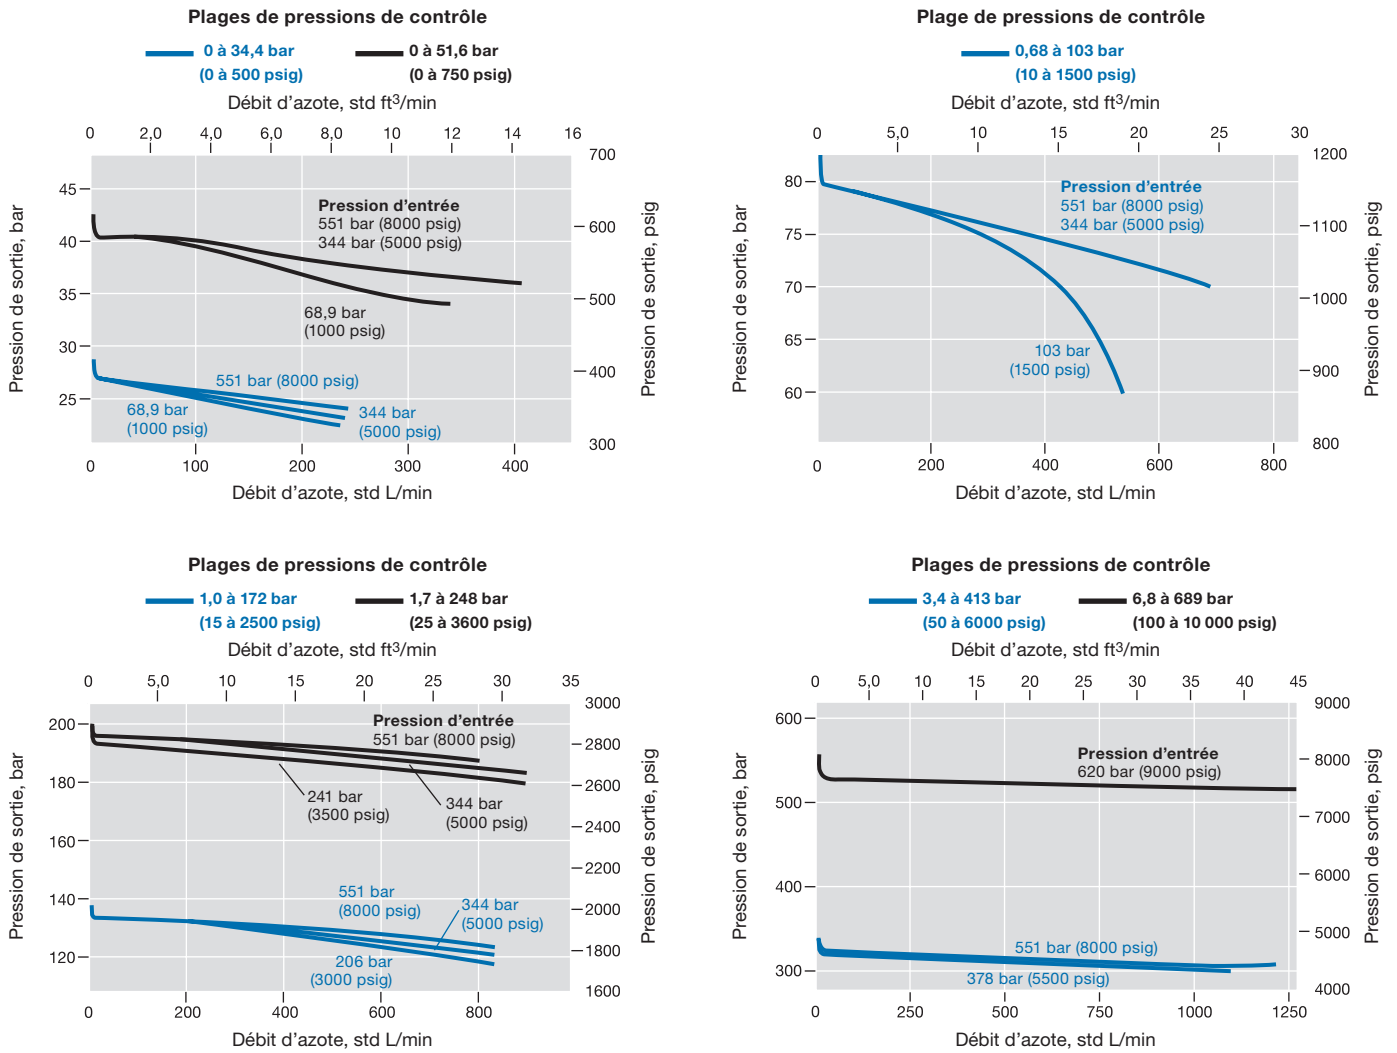 Plages de pressions de contrôle
0 à 34,4 bar
(0 à 500 psig)
0 à 51,6 bar
(0 à 750 psig)
Débit d'azote, std ft³/min
0 2,0 4,0 6,0 8,0 10 12 14 16
Pression de sortie, bar
45
40
35
30
25
700
600
500
400
300
Pression de sortie, psig
Pression d'entrée
551 bar (8000 psig)
344 bar (5000 psig)
68,9 bar
(1000 psig)
551 bar (8000 psig)
68,9 bar
(1000 psig)
344 bar
(5000 psig)
0 100 200 300 400
Débit d'azote, std L/min
Plage de pressions de contrôle
0,68 à 103 bar
(10 à 1500 psig)
Débit d'azote, std ft³/min
0 5,0 10 15 20 25 30
Pression de sortie, bar
80
75
70
65
60
1200
1100
1000
900
800
Pression de sortie, psig
Pression d'entrée
551 bar (8000 psig)
344 bar (5000 psig)
103 bar
(1500 psig)
0 200 400 600 800
Débit d'azote, std L/min
Plages de pressions de contrôle
1,0 à 172 bar
(15 à 2500 psig)
1,7 à 248 bar
(25 à 3600 psig)
Débit d'azote, std ft³/min
0 5,0 10 15 20 25 30 35
Pression de sortie, bar
200
180
160
140
120
3000
2800
2600
2400
2200
2000
1800
1600
Pression de sortie, psig
Pression d'entrée
551 bar (8000 psig)
241 bar
(3500 psig)
344 bar
(5000 psig)
551 bar
(8000 psig)
344 bar
(5000 psig)
206 bar
(3000 psig)
0 200 400 600 800
Débit d'azote, std L/min
Plages de pressions de contrôle
3,4 à 413 bar
(50 à 6000 psig)
6,8 à 689 bar
(100 à 10 000 psig)
Débit d'azote, std ft³/min
0 5,0 10 15 20 25 30 35 40 45
Pression de sortie, bar
600
500
400
300
9000
8000
7000
6000
5000
4000
Pression de sortie, psig
Pression d'entrée
620 bar (9000 psig)
551 bar (8000 psig)
378 bar (5500 psig)
0 250 500 750 1000 1250
Débit d'azote, std L/min